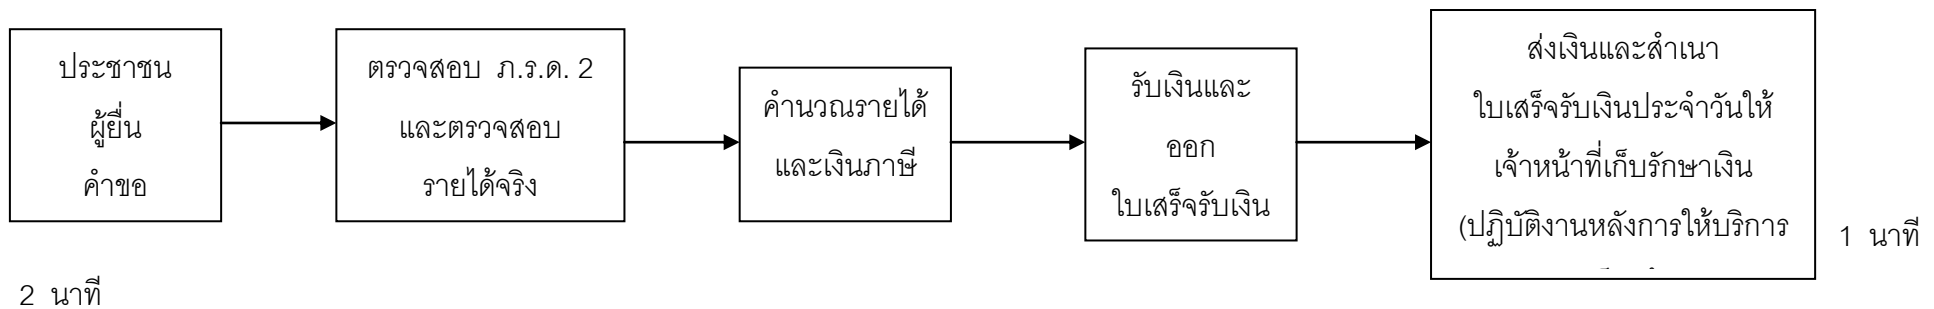 ประชาชน
ผู้ยื่น
คำขอ
ตรวจสอบ ภ.ร.ด. 2
และตรวจสอบ
รายได้จริง
คำนวณรายได้
และเงินภาษี
รับเงินและ
ออก
ใบเสร็จรับเงิน
ส่งเงินและสำเนา
ใบเสร็จรับเงินประจำวันให้
เจ้าหน้าที่เก็บรักษาเงิน
(ปฏิบัติงานหลังการให้บริการ
1 นาที
2 นาที